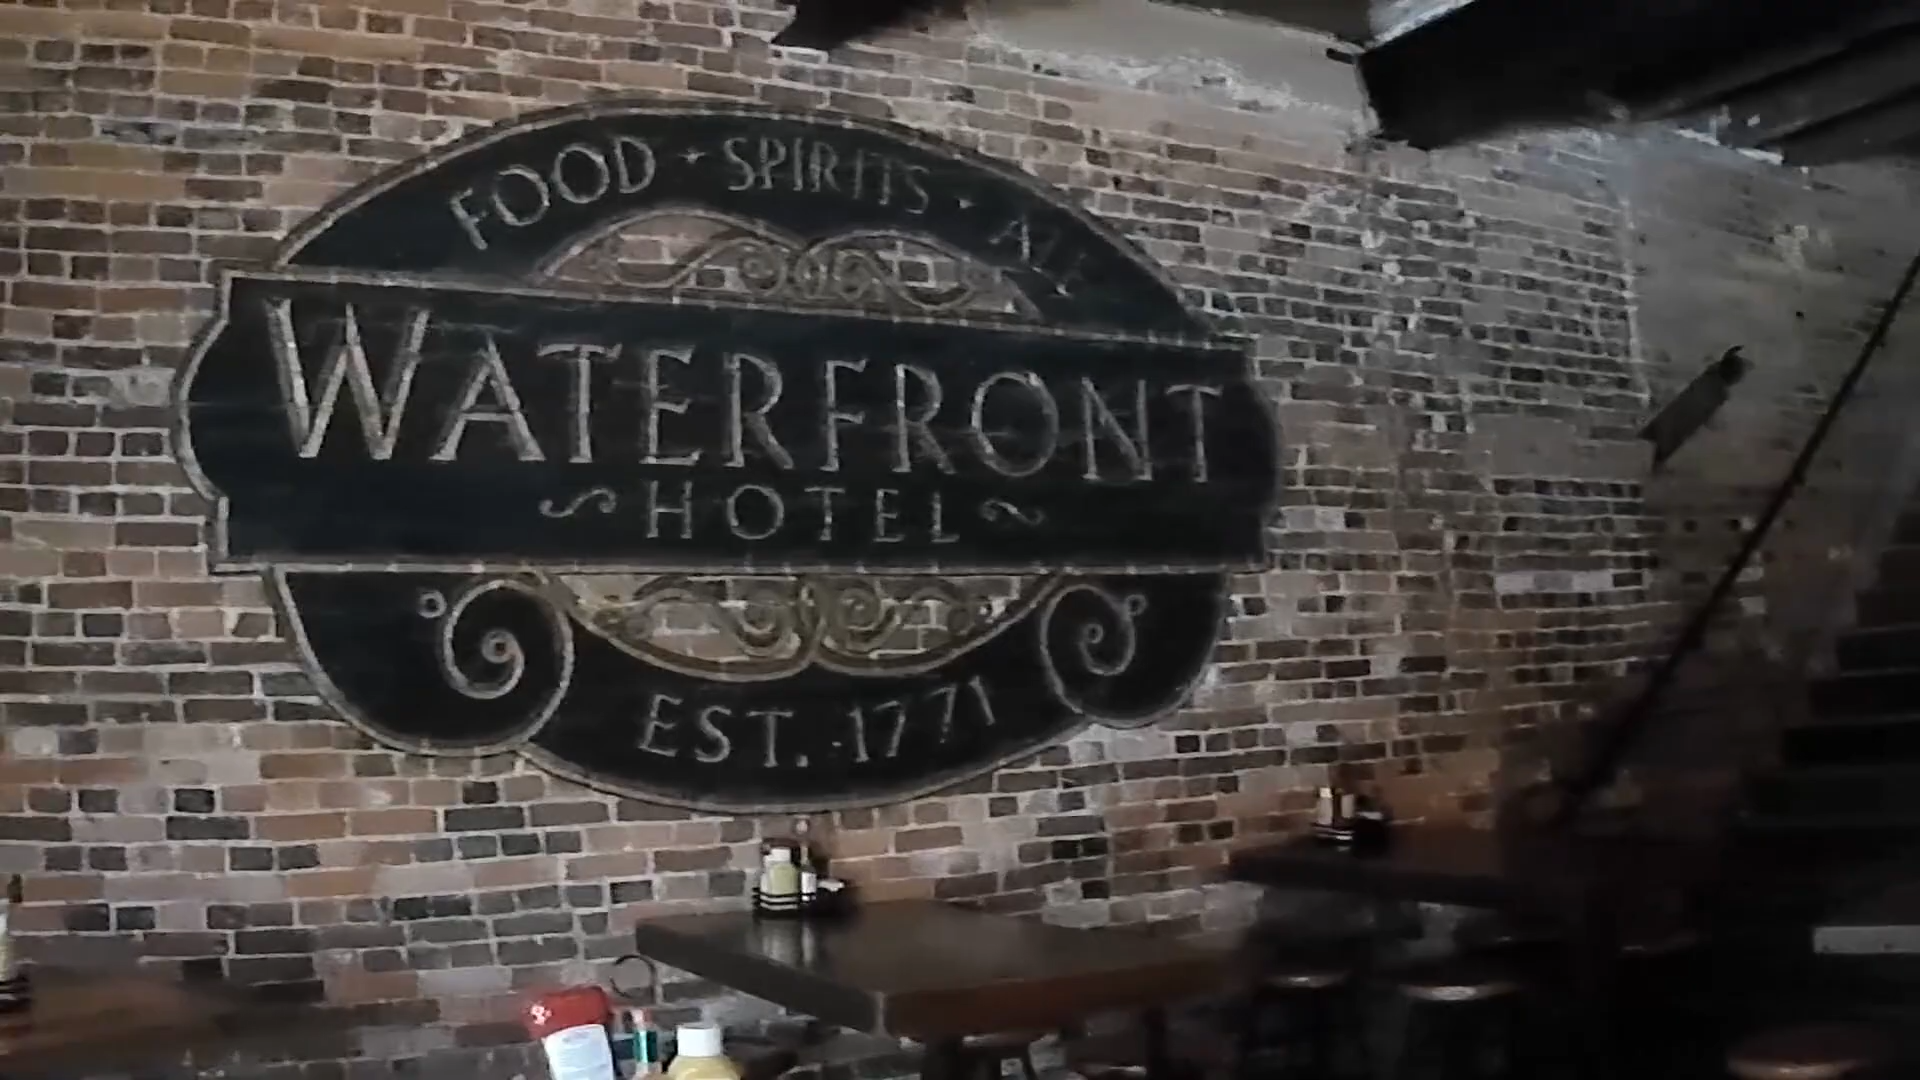 FOOD · SPIRITS · ALE
WATERFRONT
~ HOTEL ~
EST. 1771